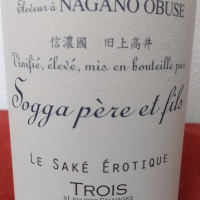 Éleveur à NAGANO OBUSE
信濃國 旧上高井
Vinifié, élevé, mis en bouteille par
Sogga père et fils
LE SAKÉ ÉROTIQUE
TROIS